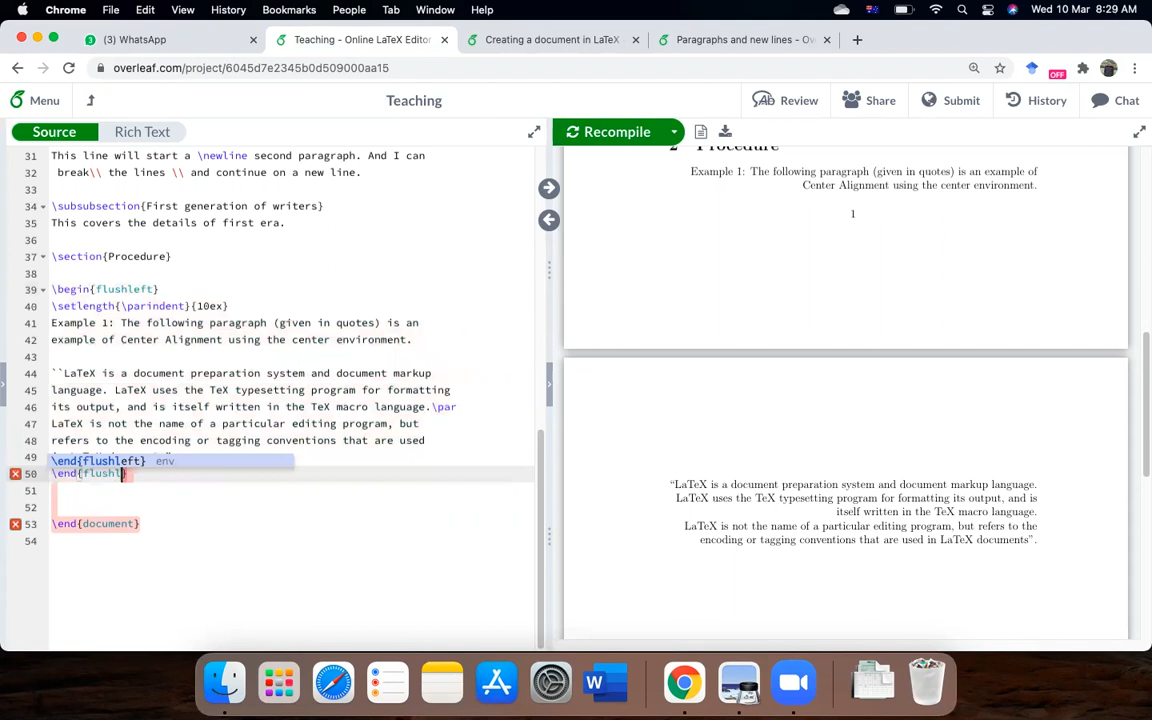 Chrome File Edit View History Bookmarks People Tab Window Help Wed 10 Mar 8:29 AM
(3) WhatsApp Teaching - Online LaTeX Editor Creating a document in LaTeX Paragraphs and new lines - Ov
overleaf.com/project/6045d7e2345b0d509000aa15 OFF
Menu Teaching Review Share Submit History Chat
Source Rich Text Recompile
31 This line will start a \newline second paragraph. And I can
32 break\\ the lines \\ and continue on a new line.
33
34 \subsubsection{First generation of writers}
35 This covers the details of first era.
36
37 \section{Procedure}
38
39 \begin{flushleft}
40 \setlength{\parindent}{10ex}
41 Example 1: The following paragraph (given in quotes) is an
42 example of Center Alignment using the center environment.
43
44 ``LaTeX is a document preparation system and document markup
45 language. LaTeX uses the TeX typesetting program for formatting
46 its output, and is itself written in the TeX macro language.\par
47 LaTeX is not the name of a particular editing program, but
48 refers to the encoding or tagging conventions that are used
49
\end{flushleft} env
50 \end{flushl}
51
52
53 \end{document}
54
2 Procedure
Example 1: The following paragraph (given in quotes) is an example of
Center Alignment using the center environment.
1
“LaTeX is a document preparation system and document markup language.
LaTeX uses the TeX typesetting program for formatting its output, and is
itself written in the TeX macro language.
LaTeX is not the name of a particular editing program, but refers to the
encoding or tagging conventions that are used in LaTeX documents”.